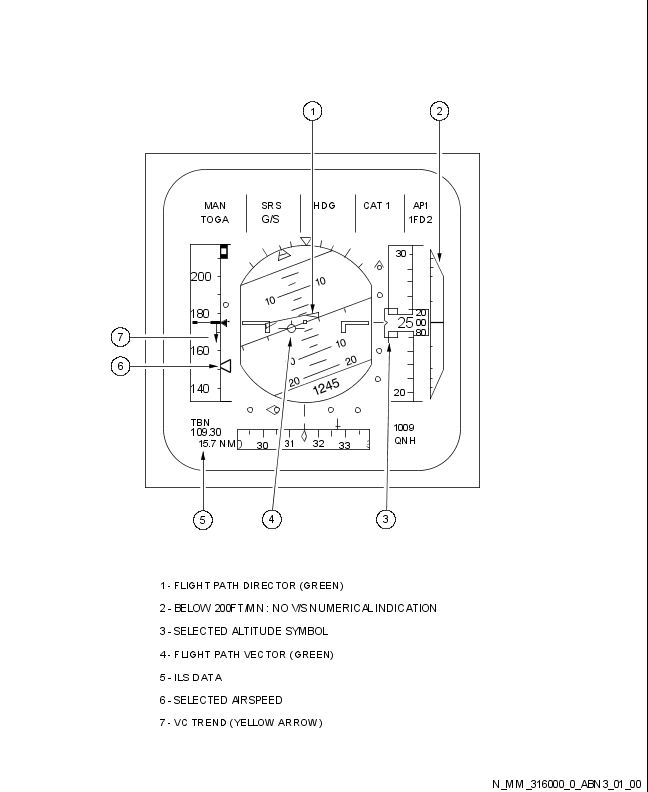 1 2
MAN SRS HDG CAT 1 AP1
TOGA G/S 1FD2
200
180
160
140
30
20
25 00
80
20
10 10
10
0
20 20
1245
7
6
TBN
109.30
15.7 NM
30 31 32 33
1009
QNH
5 4 3
1 - FLIGHT PATH DIRECTOR (GREEN)
2 - BELOW 200FT/MN : NO V/S NUMERICAL INDICATION
3 - SELECTED ALTITUDE SYMBOL
4 - FLIGHT PATH VECTOR (GREEN)
5 - ILS DATA
6 - SELECTED AIRSPEED
7 - VC TREND (YELLOW ARROW)
N_MM_316000_0_ABN3_01_00